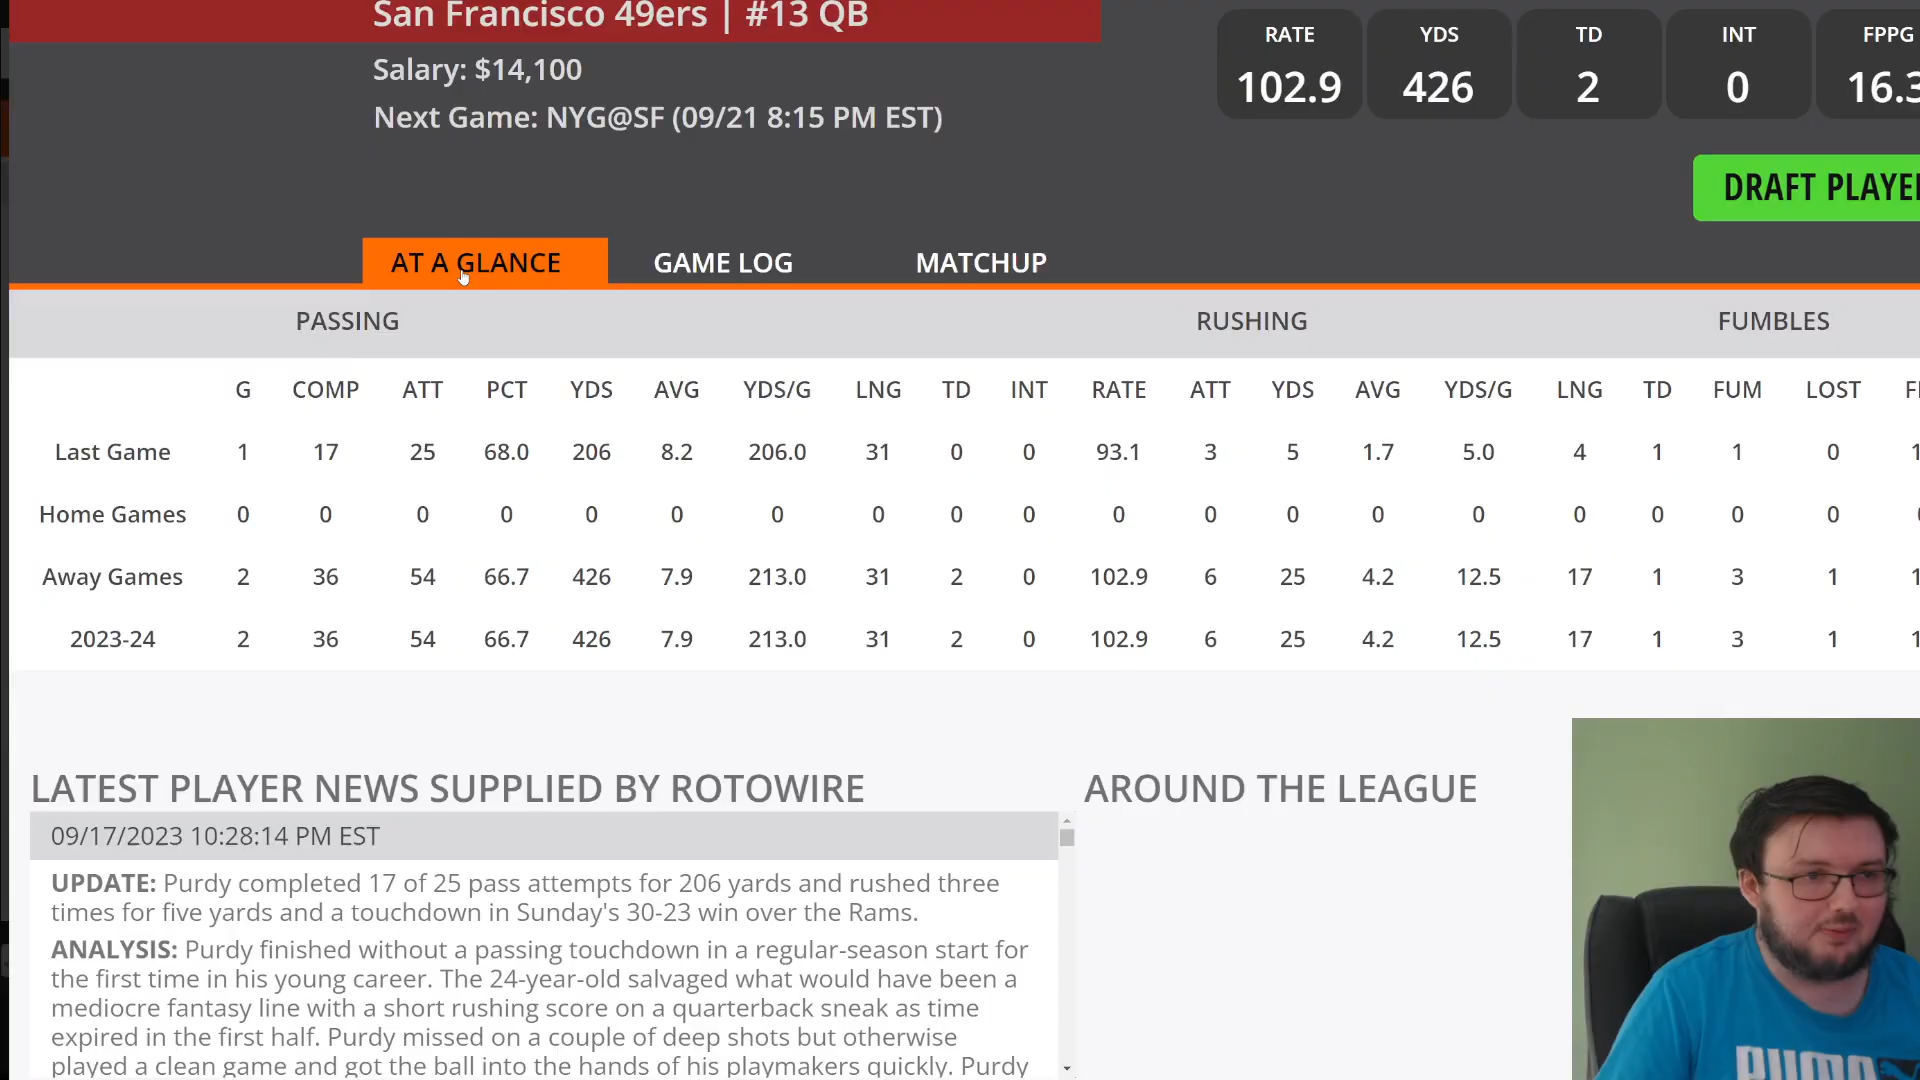 San Francisco 49ers | #13 QB
Salary: $14,100
Next Game: NYG@SF (09/21 8:15 PM EST)
RATE YDS TD INT FPPG
102.9 426 2 0 16.3
DRAFT PLAYER
AT A GLANCE GAME LOG MATCHUP
PASSING RUSHING FUMBLES
G COMP ATT PCT YDS AVG YDS/G LNG TD INT RATE ATT YDS AVG YDS/G LNG TD FUM LOST
Last Game 1 17 25 68.0 206 8.2 206.0 31 0 0 93.1 3 5 1.7 5.0 4 1 1 0
Home Games 0 0 0 0 0 0 0 0 0 0 0 0 0 0 0 0 0 0 0
Away Games 2 36 54 66.7 426 7.9 213.0 31 2 0 102.9 6 25 4.2 12.5 17 1 3 1
2023-24 2 36 54 66.7 426 7.9 213.0 31 2 0 102.9 6 25 4.2 12.5 17 1 3 1
LATEST PLAYER NEWS SUPPLIED BY ROTOWIRE
AROUND THE LEAGUE
09/17/2023 10:28:14 PM EST
UPDATE: Purdy completed 17 of 25 pass attempts for 206 yards and rushed three
times for five yards and a touchdown in Sunday's 30-23 win over the Rams.
ANALYSIS: Purdy finished without a passing touchdown in a regular-season start for
the first time in his young career. The 24-year-old salvaged what would have been a
mediocre fantasy line with a short rushing score on a quarterback sneak as time
expired in the first half. Purdy missed on a couple of deep shots but otherwise
played a clean game and got the ball into the hands of his playmakers quickly. Purdy
PUMA